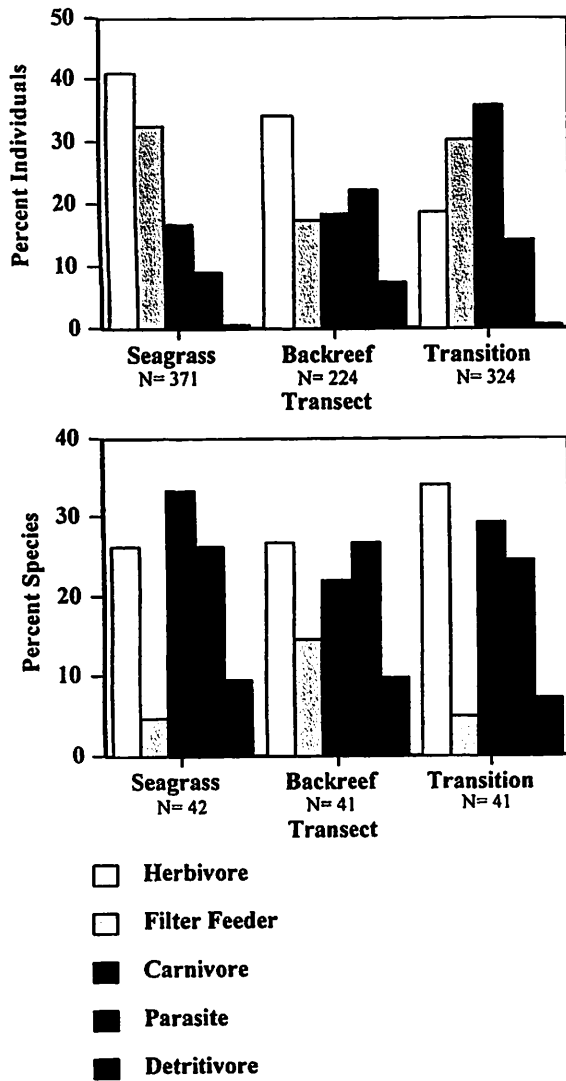 50
40
30
20
10
0
Percent Individuals
Seagrass Backreef Transition
N= 371 N= 224 N= 324
Transect
40
30
20
10
0
Percent Species
Seagrass Backreef Transition
N= 42 N= 41 N= 41
Transect
Herbivore
Filter Feeder
Carnivore
Parasite
Detritivore